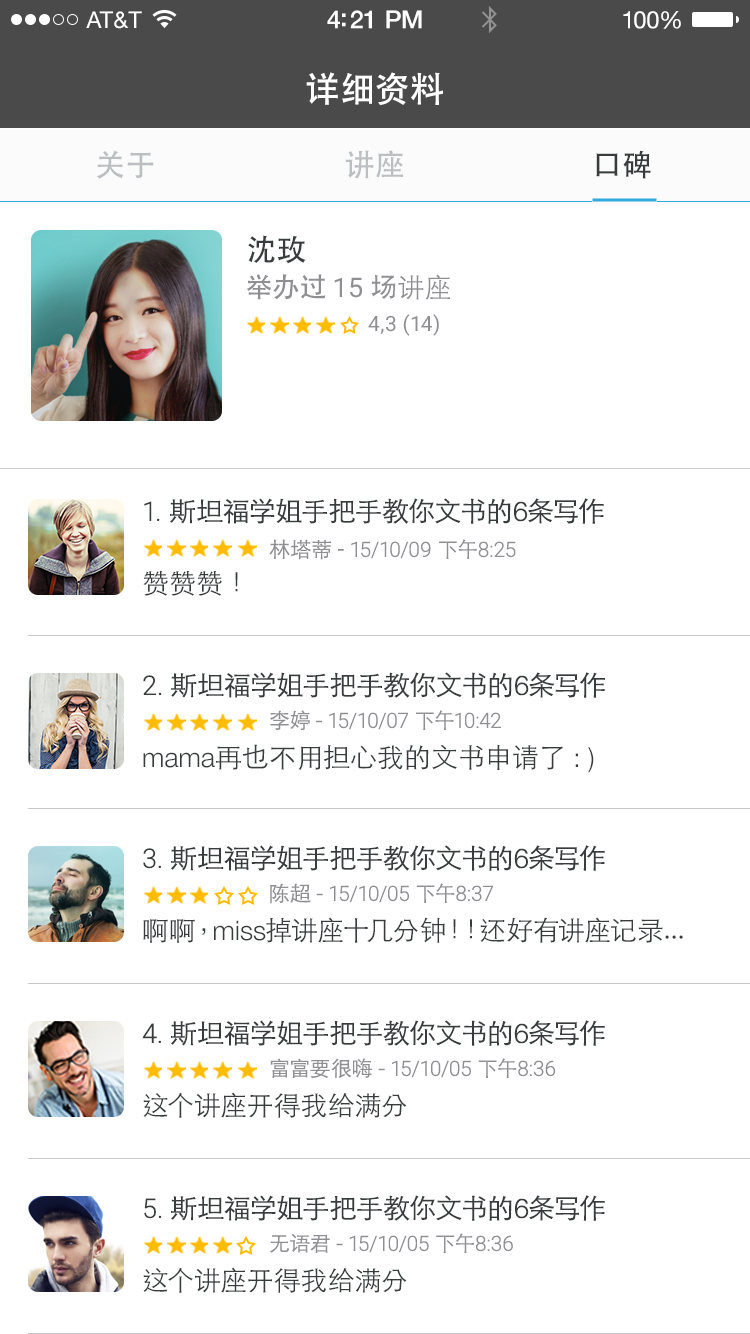 AT&T 4:21 PM 100%
详细资料
关于 讲座 口碑
沈玫
举办过 15 场讲座
4,3 (14)
1. 斯坦福学姐手把手教你文书的6条写作
林塔蒂 - 15/10/09 下午8:25
赞赞赞！
2. 斯坦福学姐手把手教你文书的6条写作
李婷 - 15/10/07 下午10:42
mama再也不用担心我的文书申请了 : )
3. 斯坦福学姐手把手教你文书的6条写作
陈超 - 15/10/05 下午8:37
啊啊，miss掉讲座十几分钟！！还好有讲座记录...
4. 斯坦福学姐手把手教你文书的6条写作
富富要很嗨 - 15/10/05 下午8:36
这个讲座开得我给满分
5. 斯坦福学姐手把手教你文书的6条写作
无语君 - 15/10/05 下午8:36
这个讲座开得我给满分